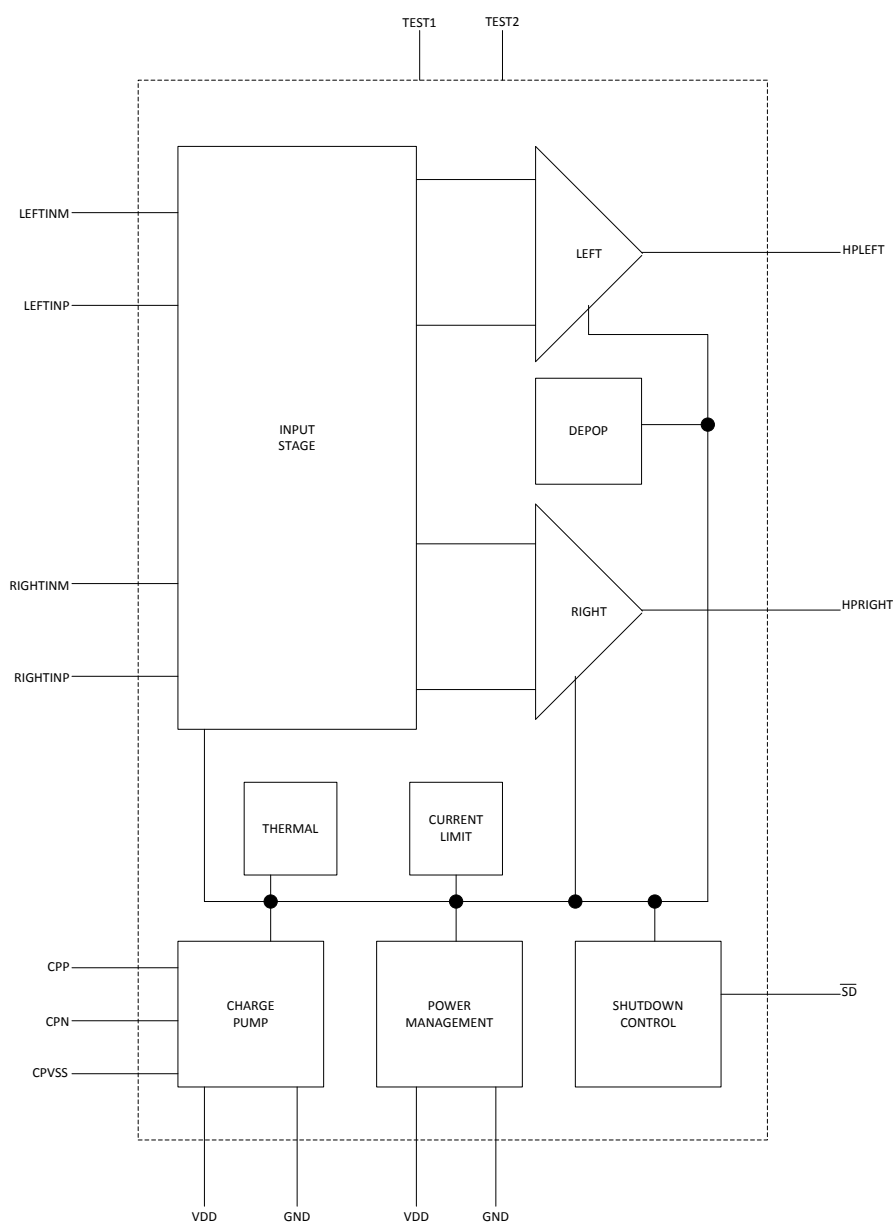 TEST1
TEST2
LEFTINM
LEFTINP
LEFT
HPLEFT
INPUT
STAGE
DEPOP
RIGHTINM
RIGHTINP
RIGHT
HPRIGHT
THERMAL
CURRENT
LIMIT
CPP
CPN
CPVSS
CHARGE
PUMP
POWER
MANAGEMENT
SHUTDOWN
CONTROL
S̅D̅
VDD
GND
VDD
GND